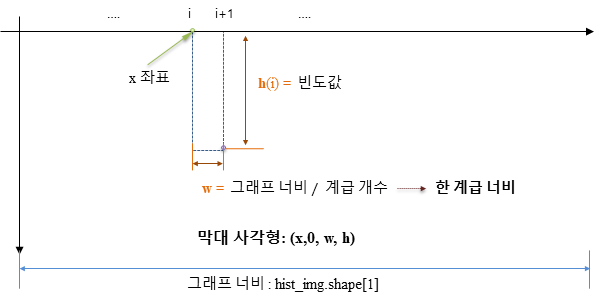 .... i i+1 ....
x 좌표
h(i) = 빈도값
w = 그래프 너비 / 계급 개수 한 계급 너비
막대 사각형: (x,0, w, h)
그래프 너비 : hist_img.shape[1]